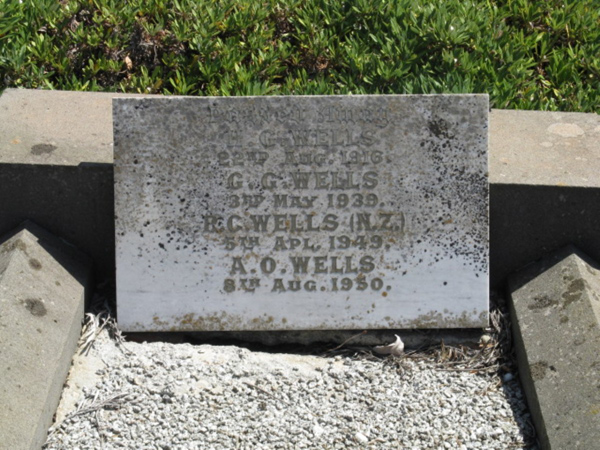 H. G. WELLS
22ND AUG. 1916.
G. G. WELLS
3RD MAY 1939.
R. C. WELLS (N.Z.)
5TH APL. 1949.
A. O. WELLS
8TH AUG. 1950.